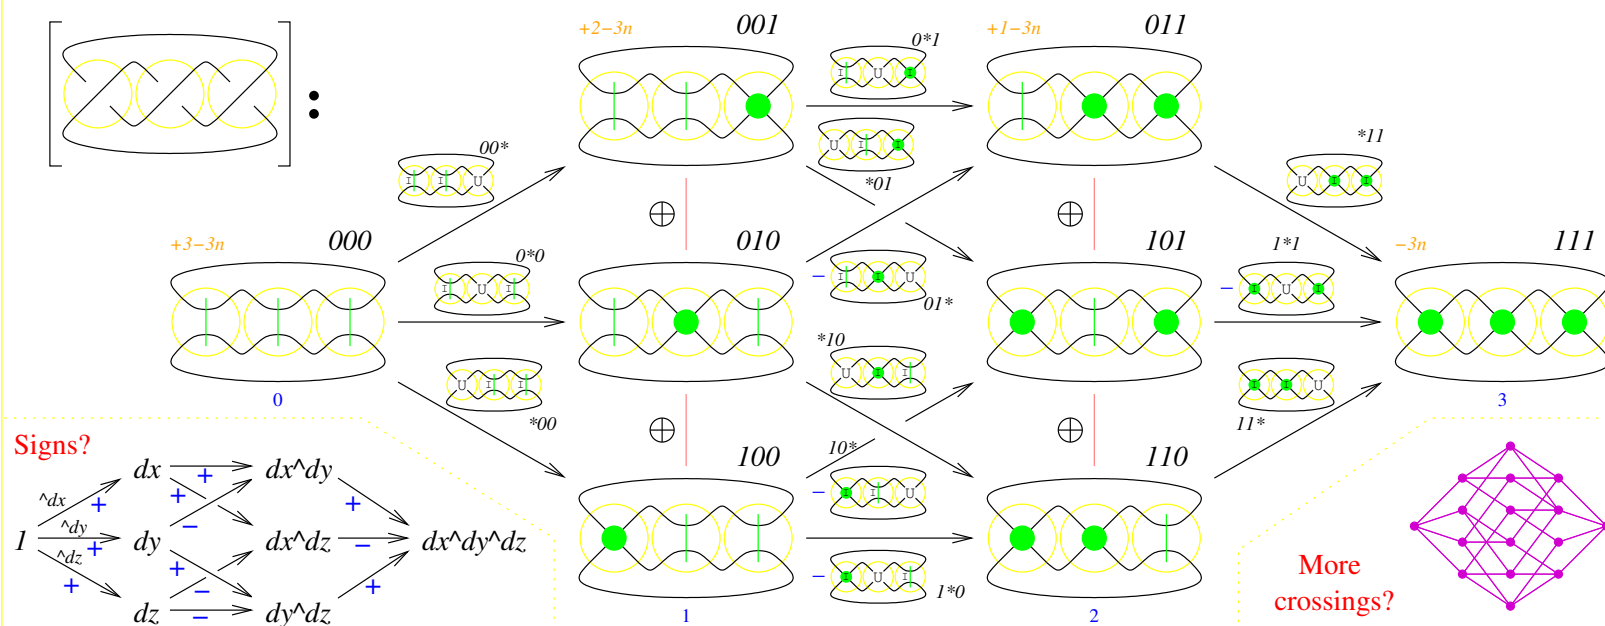 +2−3n
001
0*1
I
U
I
+1−3n
011
*11
U
I
I
:
00*
I
I
U
U
I
I
*01
⊕
⊕
+3−3n
000
0*0
I
U
I
010
−
I
I
U
01*
101
1*1
−
I
U
I
−3n
111
*10
U
I
I
0
U
I
I
*00
I
I
U
11*
3
Signs?
⊕
10*
⊕
100
−
I
I
U
110
−
I
U
I
1*0
1
2
dx
+
dx^dy
^dx
+
+
−
+
1
^dy
+
dy
dx^dz
−
dx^dy^dz
^dz
+
+
−
+
dz
−
dy^dz
More
crossings?